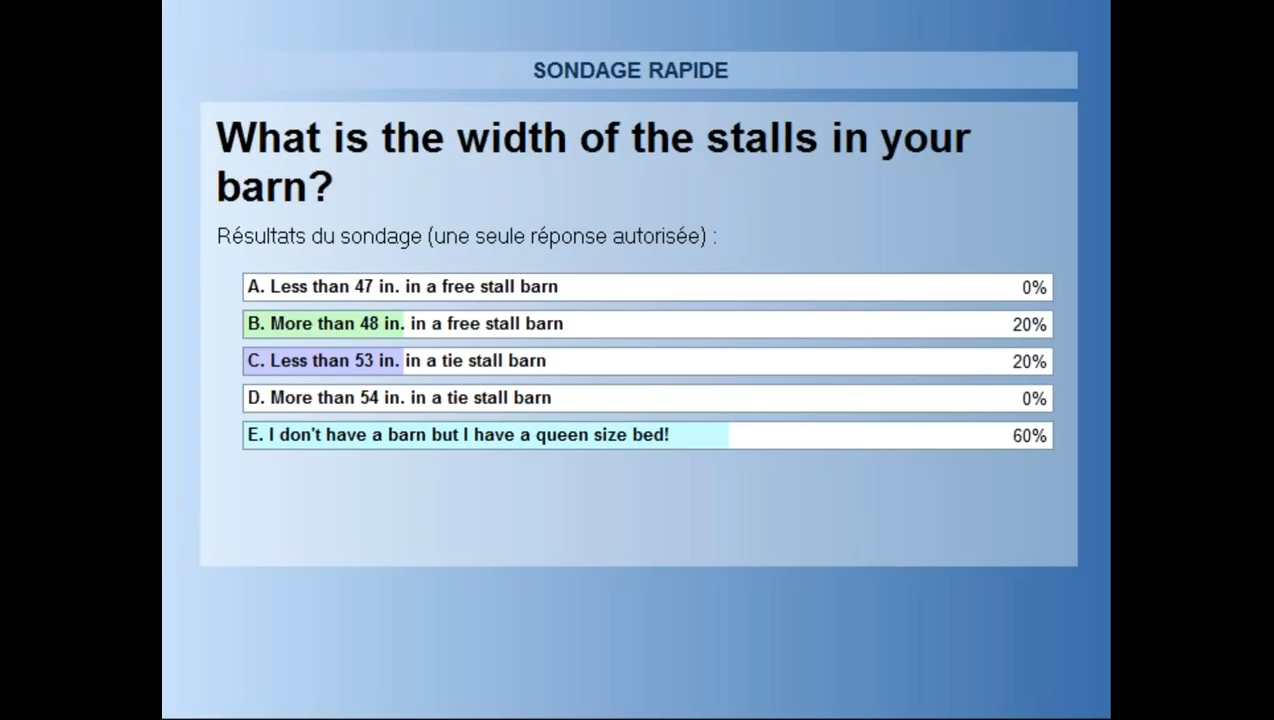 SONDAGE RAPIDE
What is the width of the stalls in your
barn?
Résultats du sondage (une seule réponse autorisée) :
A. Less than 47 in. in a free stall barn 0%
B. More than 48 in. in a free stall barn 20%
C. Less than 53 in. in a tie stall barn 20%
D. More than 54 in. in a tie stall barn 0%
E. I don't have a barn but I have a queen size bed! 60%